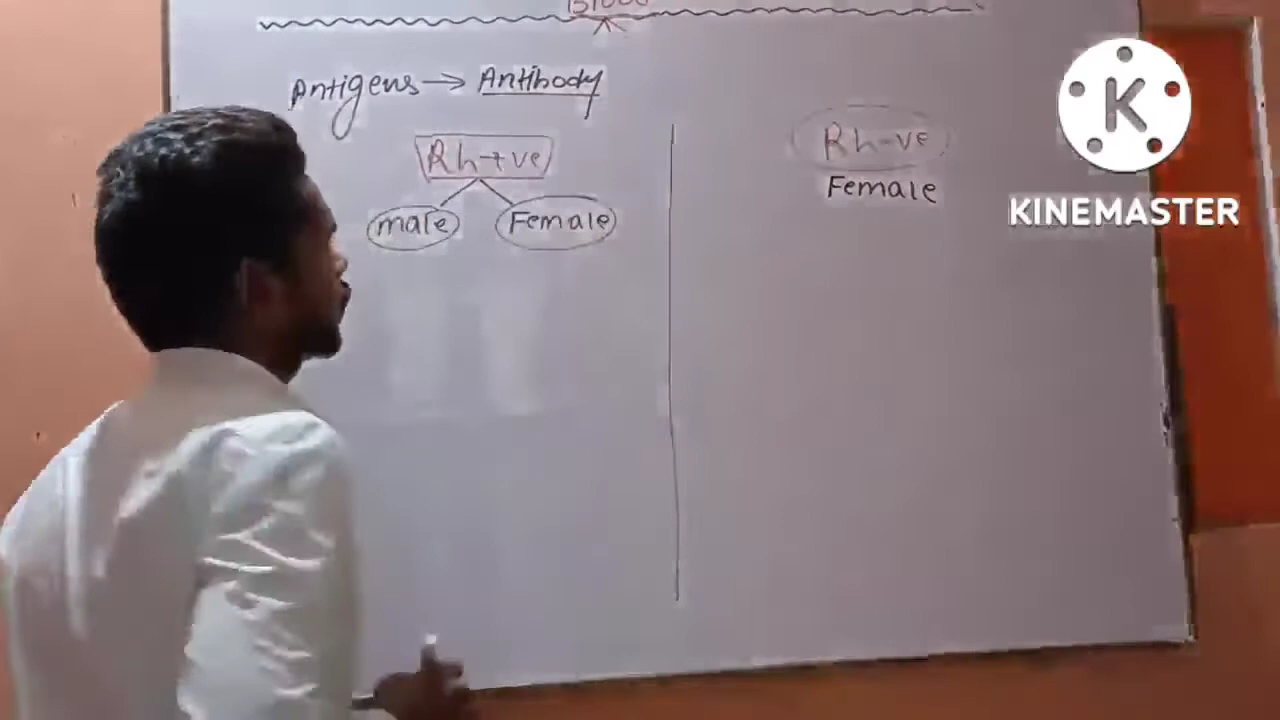 Blood
Antigens → Antibody
Rh+ve
male Female
Rh-ve
Female
K
KINEMASTER